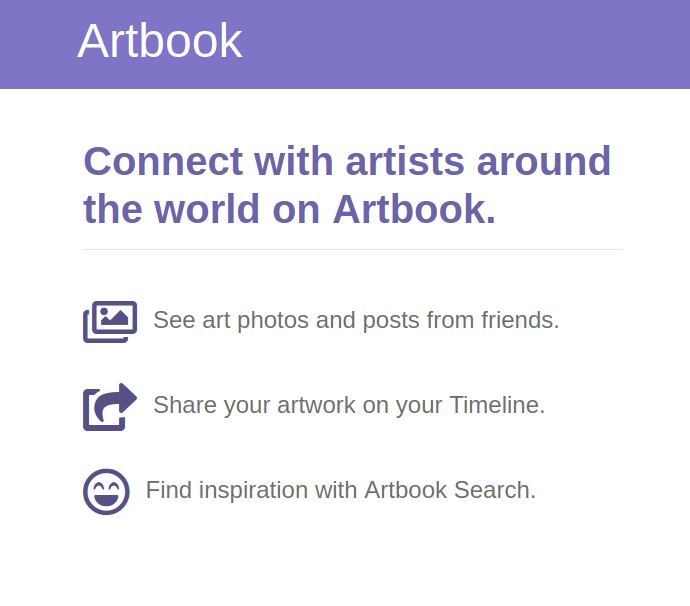 Artbook
Connect with artists around
the world on Artbook.
See art photos and posts from friends.
Share your artwork on your Timeline.
Find inspiration with Artbook Search.